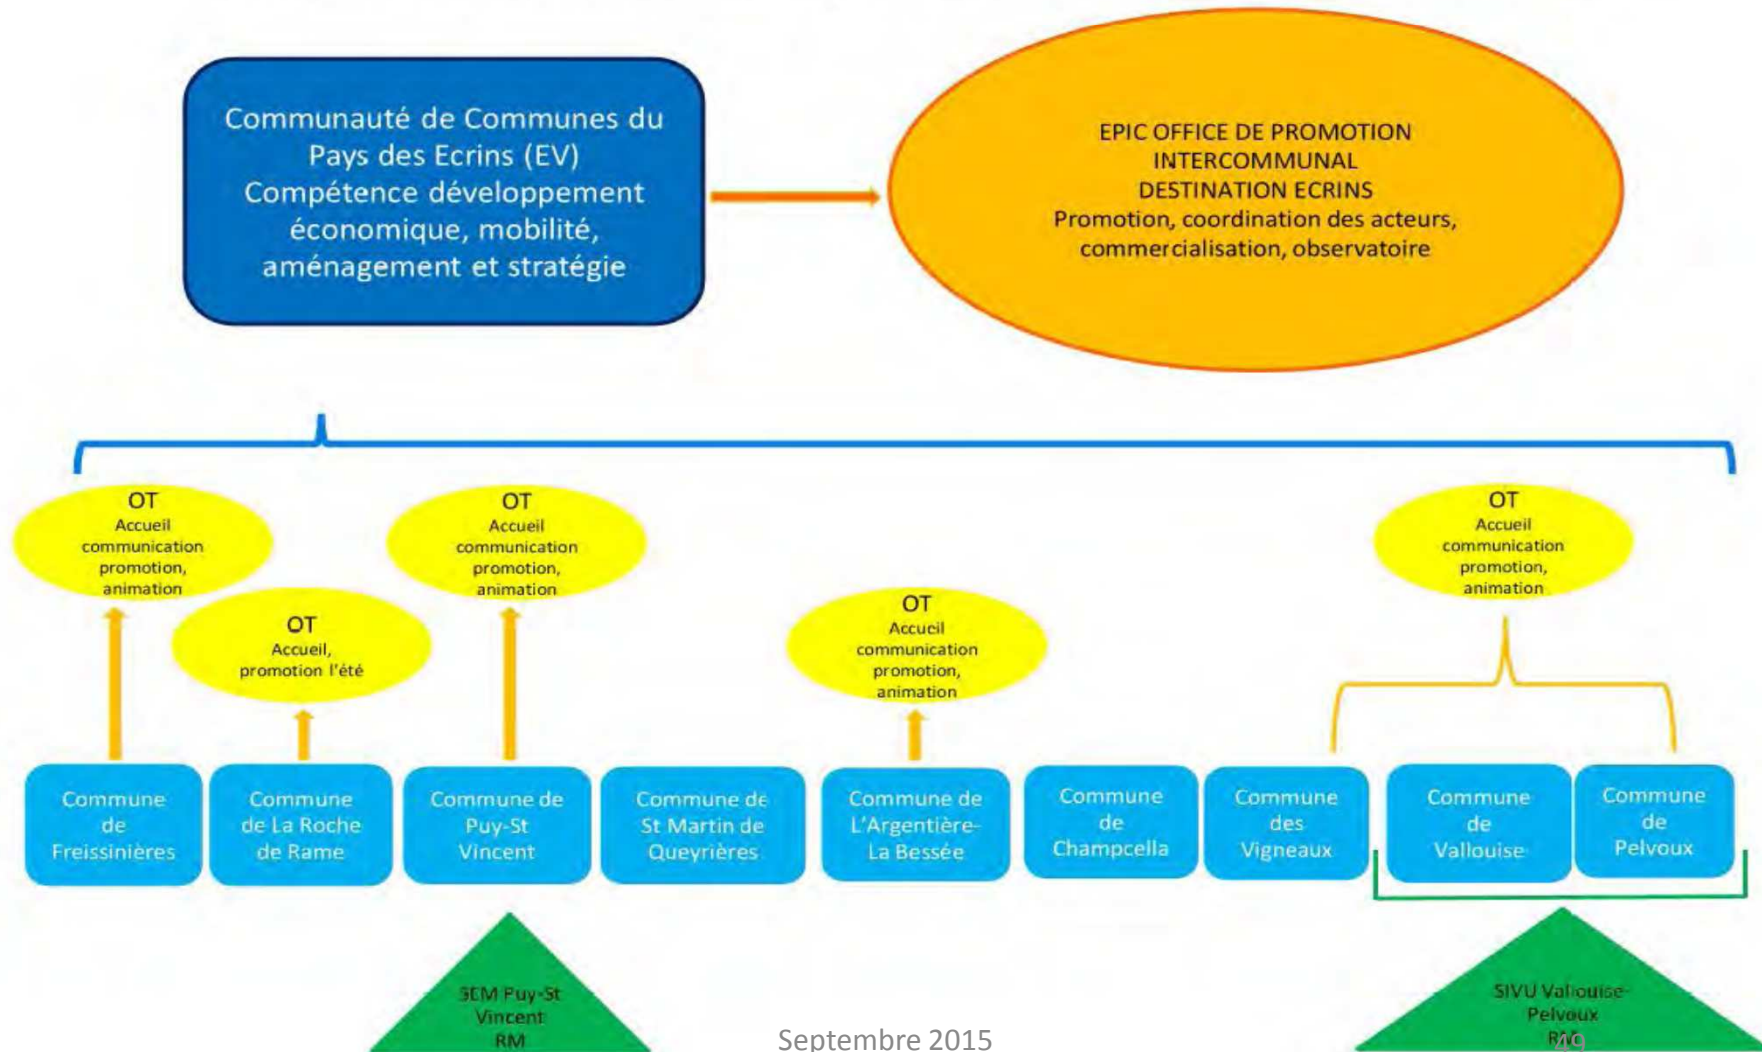 Communauté de Communes du
Pays des Ecrins (EV)
Compétence développement
économique, mobilité,
aménagement et stratégie
EPIC OFFICE DE PROMOTION
INTERCOMMUNAL
DESTINATION ECRINS
Promotion, coordination des acteurs,
commercialisation, observatoire
OT
Accueil
communication
promotion,
animation
OT
Accueil,
promotion l'été
OT
Accueil
communication
promotion,
animation
OT
Accueil
communication
promotion,
animation
OT
Accueil
communication
promotion,
animation
Commune
de
Freissinières
Commune
de La Roche
de Rame
Commune de
Puy-St
Vincent
Commune de
St Martin de
Queyrières
Commune de
L'Argentière-
La Bessée
Commune
de
Champcella
Commune
des
Vigneaux
Commune
de
Vallouise
Commune
de
Pelvoux
SEM Puy-St
Vincent
RM
SIVU Vallouise-
Pelvoux
RM
Septembre 2015
49